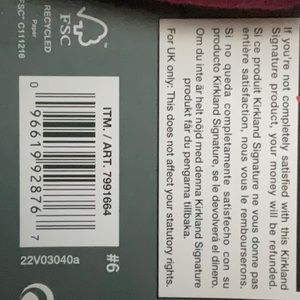 If you're not completely satisfied with this Kirkland
Signature product, your money will be refunded.
Si ce produit Kirkland Signature ne vous donne pas
entière satisfaction, nous vous le rembourserons.
Si no queda completamente satisfecho con su
producto Kirkland Signature, se le devolverá el dinero.
Om du inte är helt nöjd med denna Kirkland Signature
produkt får du pengarna tillbaka.
For UK only: This does not affect your statutory rights.
FSC
RECYCLED
Paper
FSC® C111216
ITM. / ART. 7991664
0 96619 92876 7
#6
22V03040a